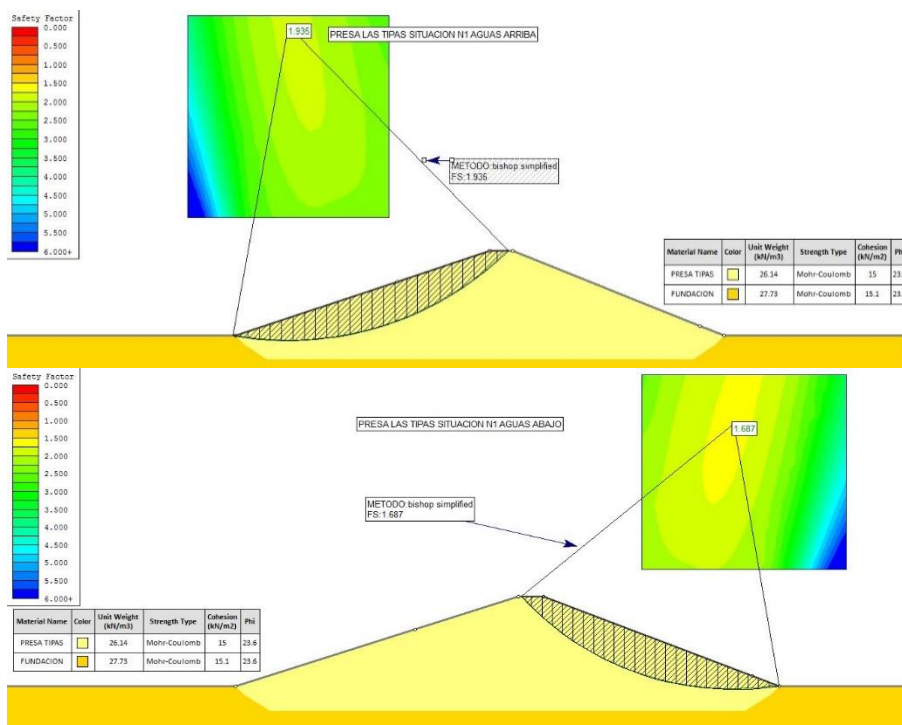 Safety Factor
0.000
0.500
1.000
1.500
2.000
2.500
3.000
3.500
4.000
4.500
5.000
5.500
6.000+
1.935
PRESA LAS TIPAS SITUACION N1 AGUAS ARRIBA
METODO:bishop simplified
FS:1.935
Material Name Color Unit Weight (kN/m3) Strength Type Cohesion (kN/m2) Phi
PRESA TIPAS 26.14 Mohr-Coulomb 15 23.
FUNDACION 27.73 Mohr-Coulomb 15.1 23.
Safety Factor
0.000
0.500
1.000
1.500
2.000
2.500
3.000
3.500
4.000
4.500
5.000
5.500
6.000+
PRESA LAS TIPAS SITUACION N1 AGUAS ABAJO
1.687
METODO:bishop simplified
FS:1.687
Material Name Color Unit Weight (kN/m3) Strength Type Cohesion (kN/m2) Phi
PRESA TIPAS 26.14 Mohr-Coulomb 15 23.6
FUNDACION 27.73 Mohr-Coulomb 15.1 23.6